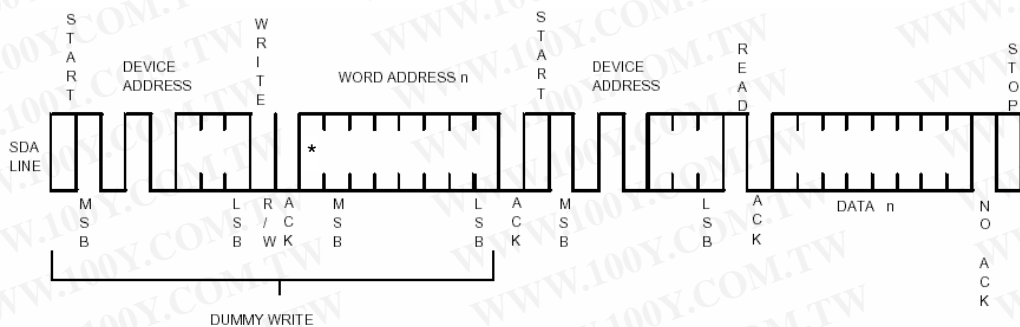 START
WRITE
START
READ
STOP
DEVICE
ADDRESS
WORD ADDRESS n
DEVICE
ADDRESS
SDA
LINE
*
MSB
LSB
R/W
ACK
MSB
LSB
ACK
MSB
LSB
ACK
DATA n
NO ACK
DUMMY WRITE
WWW.100Y.COM.TW